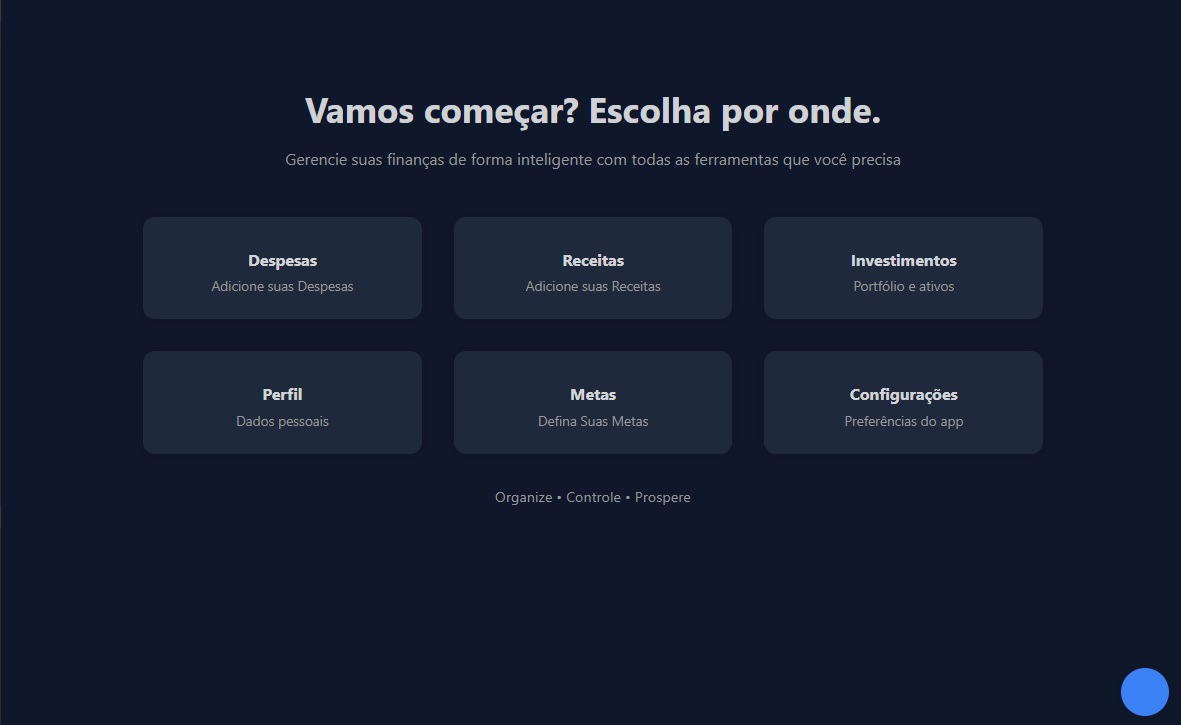 Vamos começar? Escolha por onde.
Gerencie suas finanças de forma inteligente com todas as ferramentas que você precisa
Despesas
Adicione suas Despesas
Receitas
Adicione suas Receitas
Investimentos
Portfólio e ativos
Perfil
Dados pessoais
Metas
Defina Suas Metas
Configurações
Preferências do app
Organize • Controle • Prospere